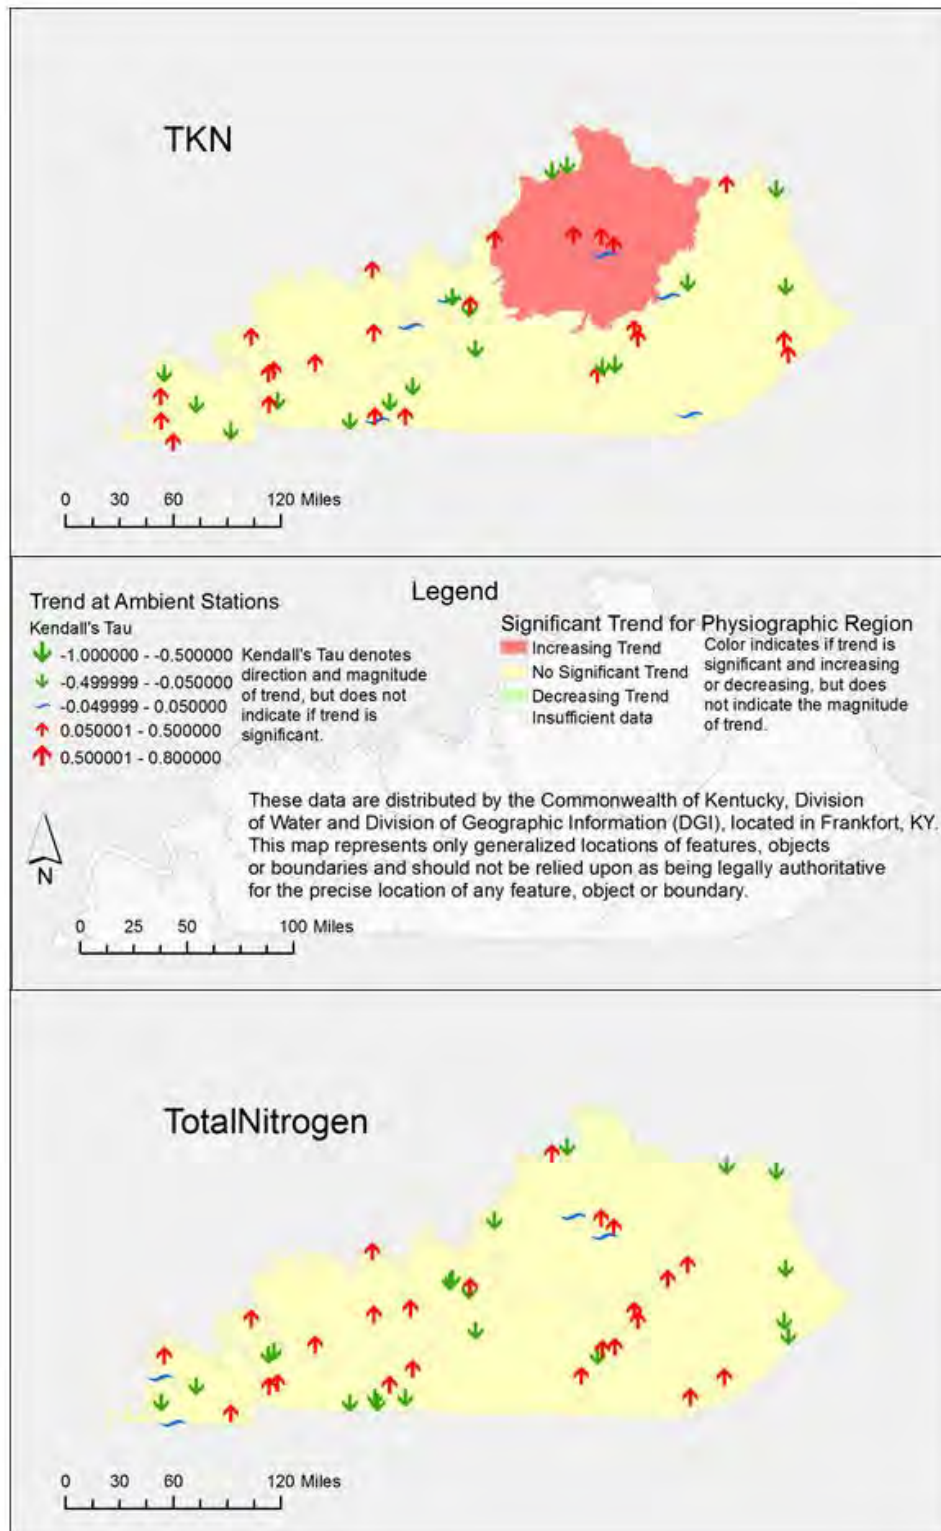 TKN
0 30 60 120 Miles
Legend
Trend at Ambient Stations
Kendall's Tau
-1.000000 - -0.500000
-0.499999 - -0.050000
-0.049999 - 0.050000
0.050001 - 0.500000
0.500001 - 0.800000
Kendall's Tau denotes
direction and magnitude
of trend, but does not
indicate if trend is
significant.
Significant Trend for Physiographic Region
Increasing Trend
No Significant Trend
Decreasing Trend
Insufficient data
Color indicates if trend is
significant and increasing
or decreasing, but does
not indicate the magnitude
of trend.
These data are distributed by the Commonwealth of Kentucky, Division
of Water and Division of Geographic Information (DGI), located in Frankfort, KY.
This map represents only generalized locations of features, objects
or boundaries and should not be relied upon as being legally authoritative
for the precise location of any feature, object or boundary.
N
0 25 50 100 Miles
TotalNitrogen
0 30 60 120 Miles